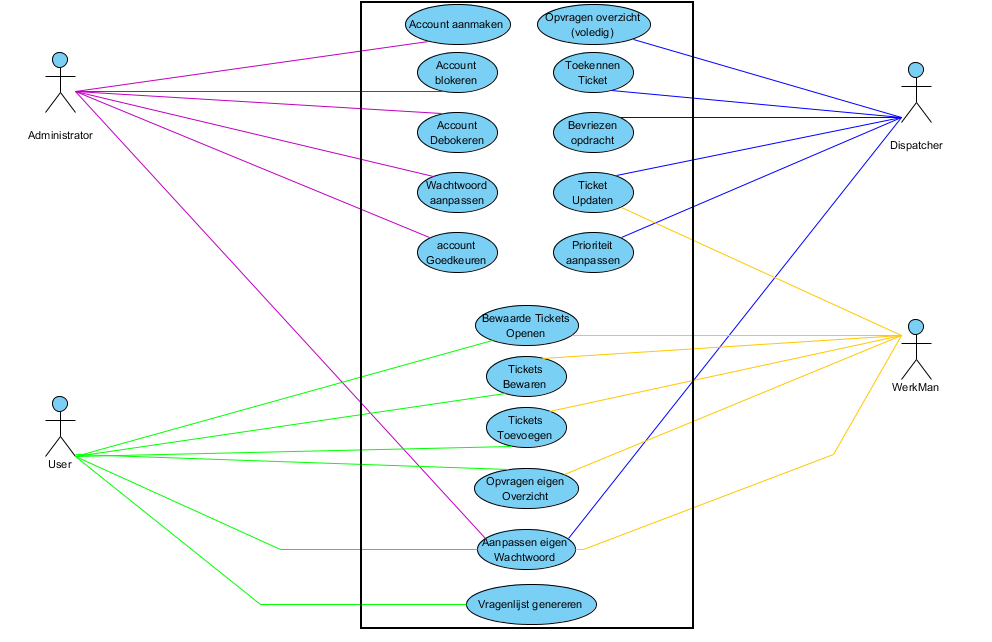 Account aanmaken
Opvragen overzicht
(voledig)
Account
blokeren
Toekennen
Ticket
Administrator
Account
Debokeren
Bevriezen
opdracht
Dispatcher
Wachtwoord
aanpassen
Ticket
Updaten
account
Goedkeuren
Prioriteit
aanpassen
Bewaarde Tickets
Openen
Tickets
Bewaren
WerkMan
Tickets
Toevoegen
User
Opvragen eigen
Overzicht
Aanpassen eigen
Wachtwoord
Vragenlijst genereren